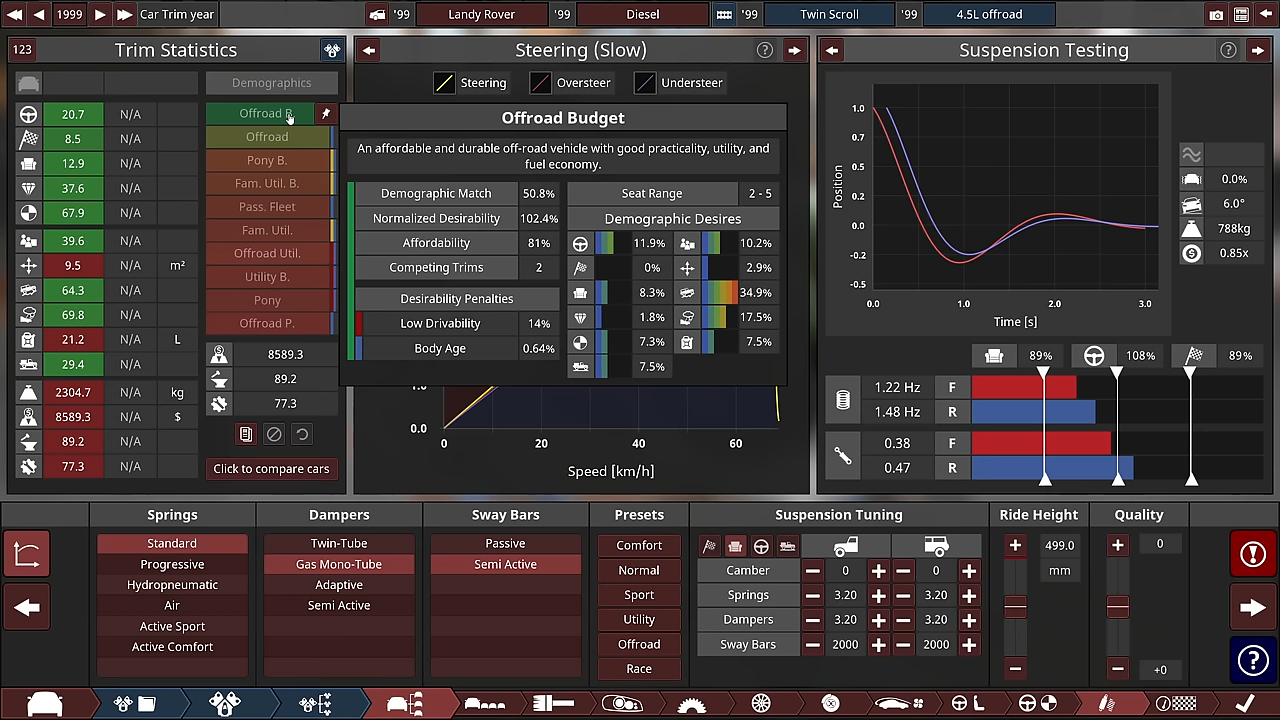 1999 Car Trim year '99 Landy Rover '99 Diesel '99 Twin Scroll '99 4.5L offroad
123 Trim Statistics
Demographics
20.7 N/A
8.5 N/A
12.9 N/A
37.6 N/A
67.9 N/A
39.6 N/A
9.5 N/A m²
64.3 N/A
69.8 N/A
21.2 N/A L
29.4 N/A
2304.7 N/A kg
8589.3 N/A $
89.2 N/A
77.3 N/A
Offroad B.
Offroad
Pony B.
Fam. Util. B.
Pass. Fleet
Fam. Util.
Offroad Util.
Utility B.
Pony
Offroad P.
8589.3
89.2
77.3
Click to compare cars
Steering (Slow) ?
Steering Oversteer Understeer
Offroad Budget
An affordable and durable off-road vehicle with good practicality, utility, and
fuel economy.
Demographic Match 50.8%
Normalized Desirability 102.4%
Affordability 81%
Competing Trims 2
Desirability Penalties
Low Drivability 14%
Body Age 0.64%
Seat Range 2 - 5
Demographic Desires
11.9% 10.2%
0% 2.9%
8.3% 34.9%
1.8% 17.5%
7.3% 7.5%
7.5%
1.0
0.0
0 20 40 60
Speed [km/h]
Suspension Testing ?
Position
1.0
0.7
0.5
0.2
0.0
-0.2
-0.5
0.0 1.0 2.0 3.0
Time [s]
0.0%
6.0°
788kg
0.85x
89% 108% 89%
1.22 Hz F
1.48 Hz R
0.38 F
0.47 R
Springs
Standard
Progressive
Hydropneumatic
Air
Active Sport
Active Comfort
Dampers
Twin-Tube
Gas Mono-Tube
Adaptive
Semi Active
Sway Bars
Passive
Semi Active
Presets
Comfort
Normal
Sport
Utility
Offroad
Race
Suspension Tuning
Camber − 0 + − 0 +
Springs − 3.20 + − 3.20 +
Dampers − 3.20 + − 3.20 +
Sway Bars − 2000 + − 2000 +
Ride Height
+ 499.0
mm
−
Quality
+ 0
− +0
!
?